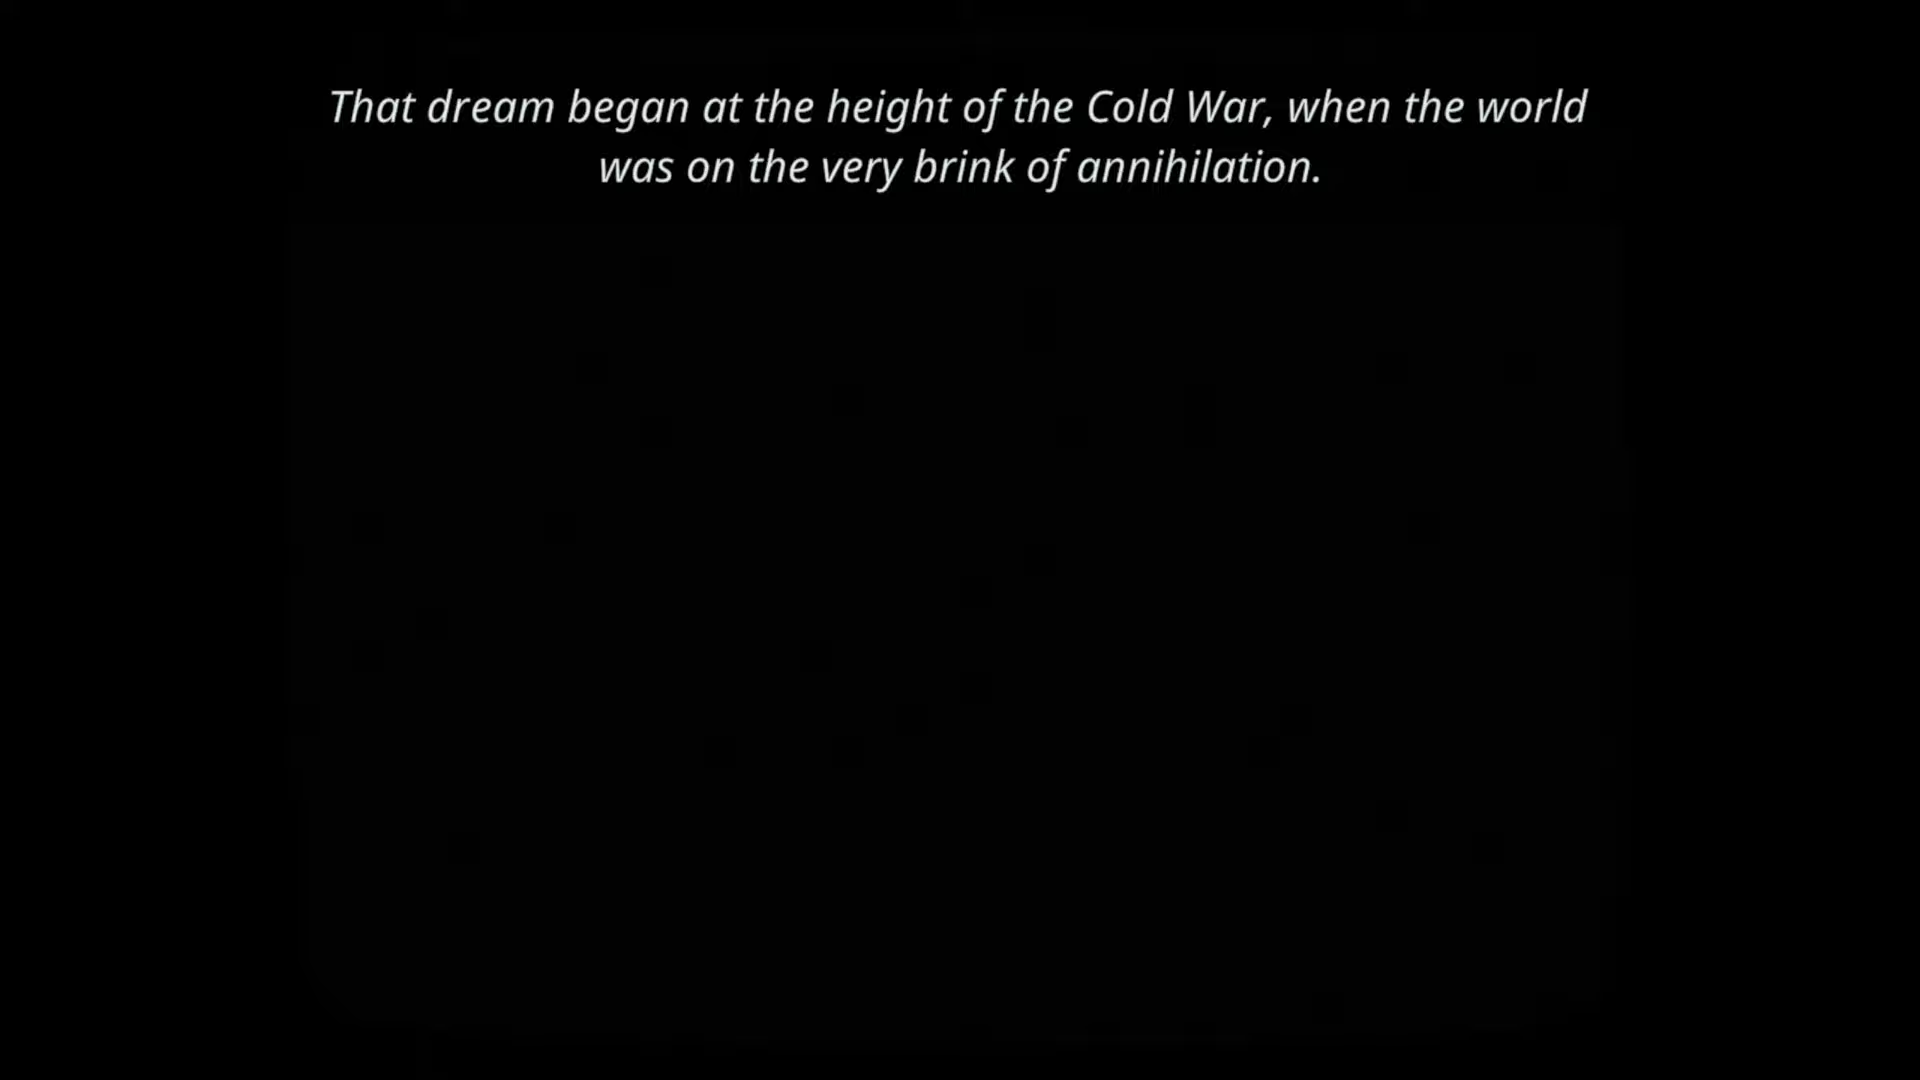 That dream began at the height of the Cold War, when the world
was on the very brink of annihilation.